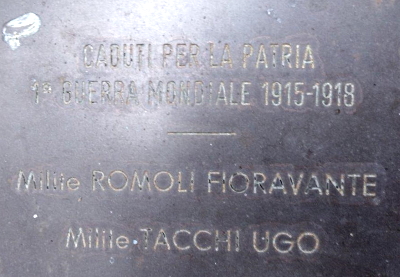 CADUTI PER LA PATRIA
1ª GUERRA MONDIALE 1915-1918
Milite ROMOLI FIORAVANTE
Milite TACCHI UGO